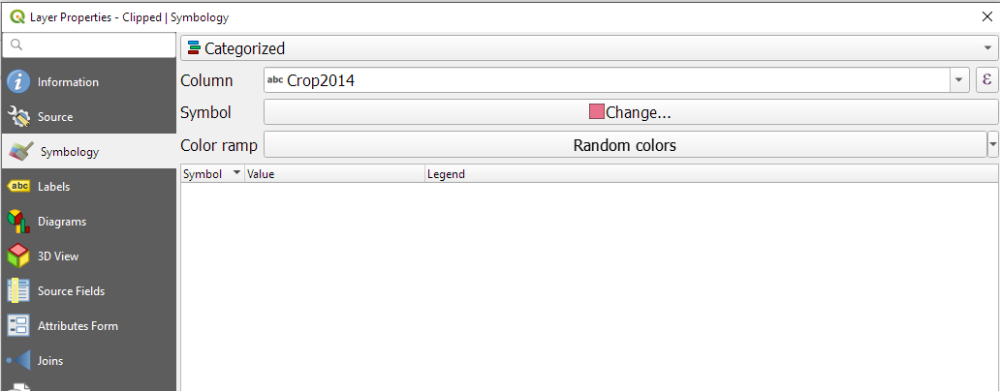 Layer Properties - Clipped | Symbology
Categorized
Information
Column
abc Crop2014
ε
Source
Symbol
Change...
Symbology
Color ramp
Random colors
Symbol Value Legend
abc Labels
Diagrams
3D View
Source Fields
Attributes Form
Joins